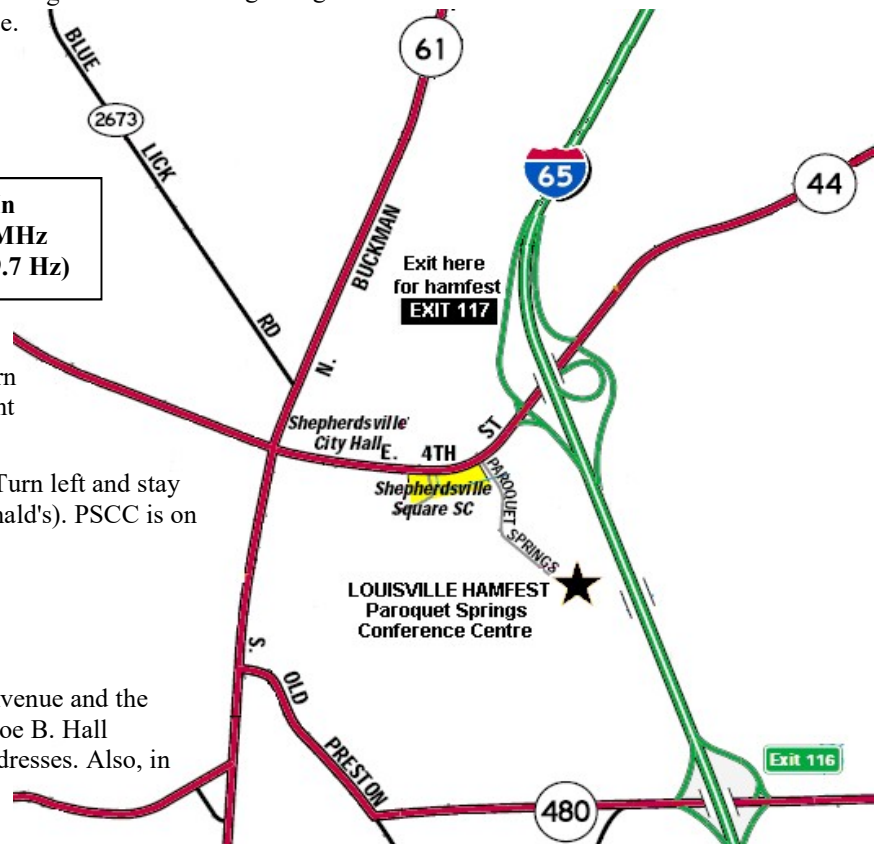 e.
n
MHz
.7 Hz)
rn
nt
Turn left and stay
nald's). PSCC is on
venue and the
oe B. Hall
dresses. Also, in
61
BLUE
2673
LICK
RD
65
44
N. BUCKMAN
Exit here
for hamfest
EXIT 117
Shepherdsville
City Hall
E. 4TH ST
Shepherdsville
Square SC
PAROQUET
SPRINGS
LOUISVILLE HAMFEST
Paroquet Springs
Conference Centre
S.
OLD
PRESTON
Exit 116
480